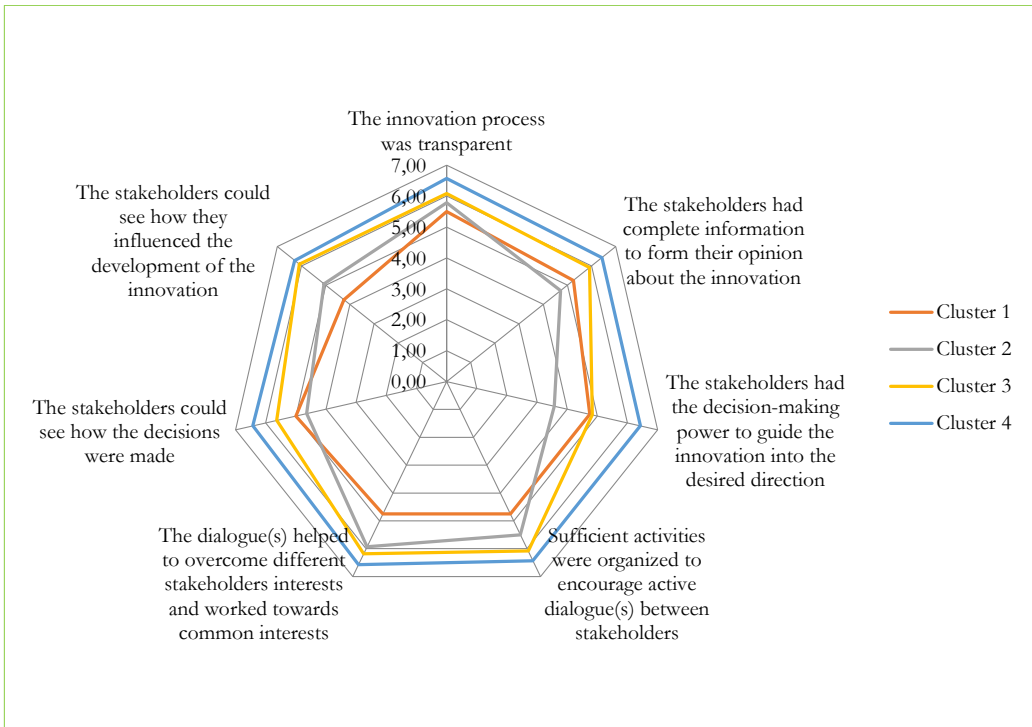 The innovation process
was transparent
7,00
6,00
5,00
4,00
3,00
2,00
1,00
0,00
The stakeholders had
complete information
to form their opinion
about the innovation
The stakeholders had
the decision-making
power to guide the
innovation into the
desired direction
Sufficient activities
were organized to
encourage active
dialogue(s) between
stakeholders
The dialogue(s) helped
to overcome different
stakeholders interests
and worked towards
common interests
The stakeholders could
see how the decisions
were made
The stakeholders could
see how they
influenced the
development of the
innovation
Cluster 1
Cluster 2
Cluster 3
Cluster 4